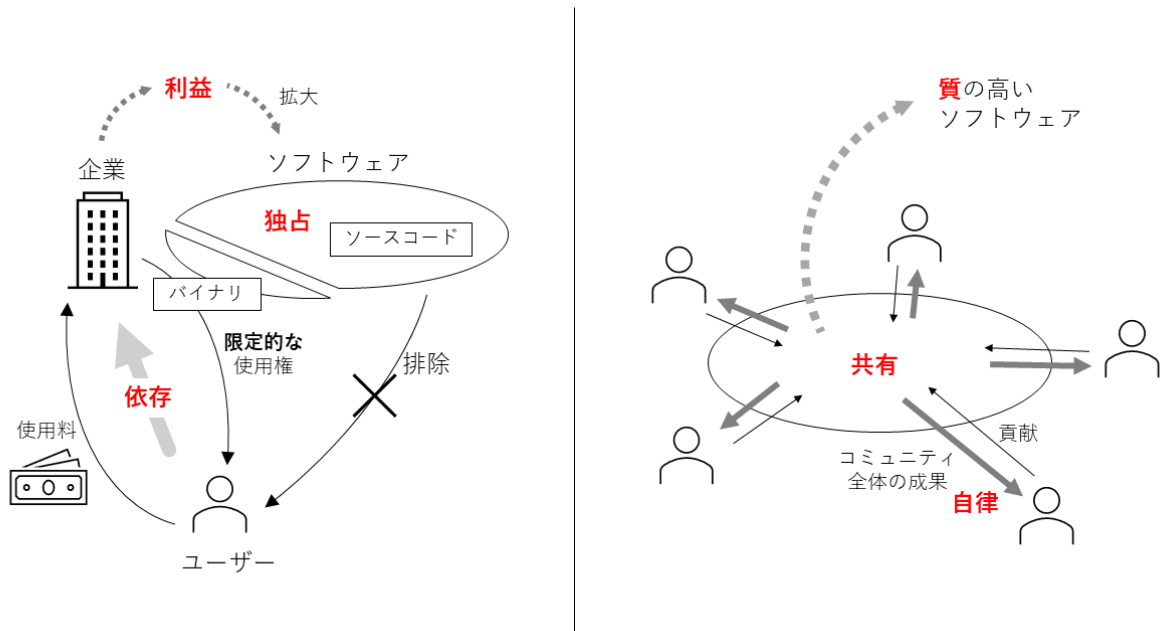 利益
拡大
企業
ソフトウェア
独占
ソースコード
バイナリ
限定的な
使用権
排除
依存
使用料
ユーザー
質の高い
ソフトウェア
共有
貢献
コミュニティ
全体の成果
自律